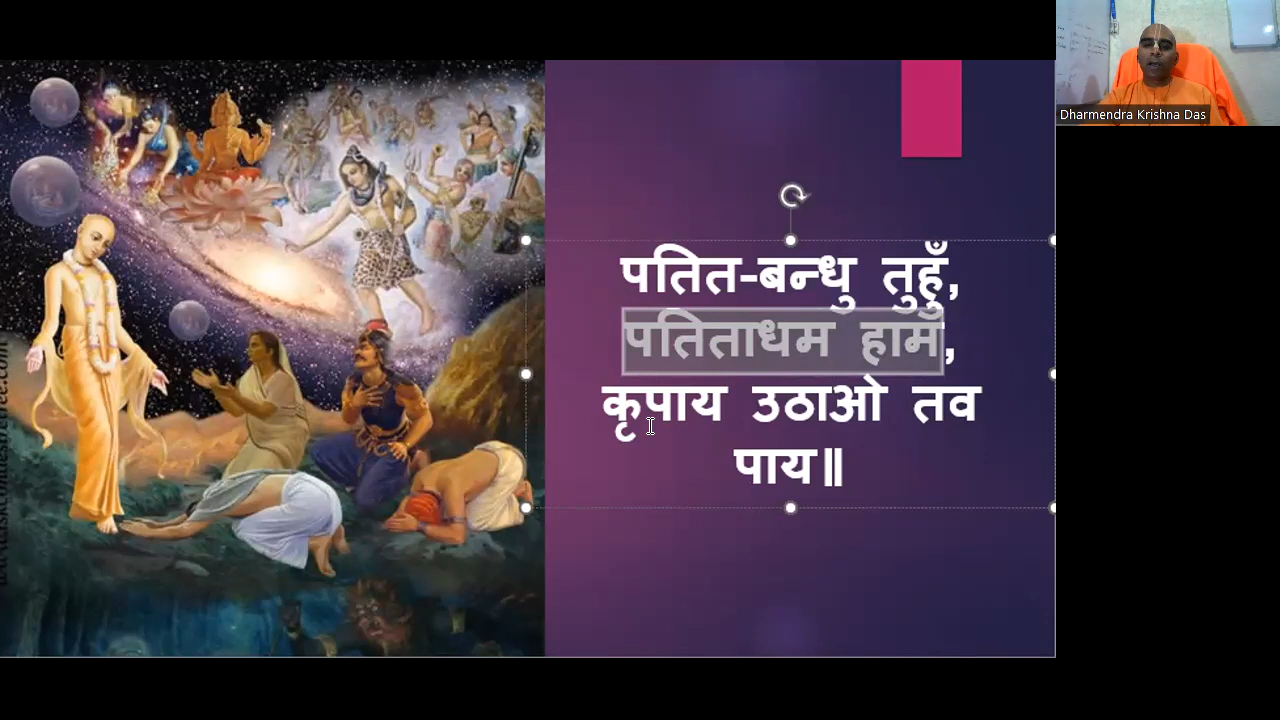 पतित-बन्धु तुहुँ,
पतिताधम हाम,
कृपाय उठाओ तव
पाय॥
Dharmendra Krishna Das